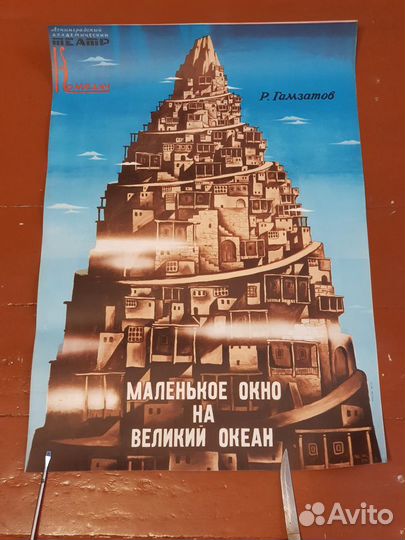 Ленинградский
академический
театр
комедии
Р. Гамзатов
МАЛЕНЬКОЕ ОКНО
НА
ВЕЛИКИЙ ОКЕАН
Avito